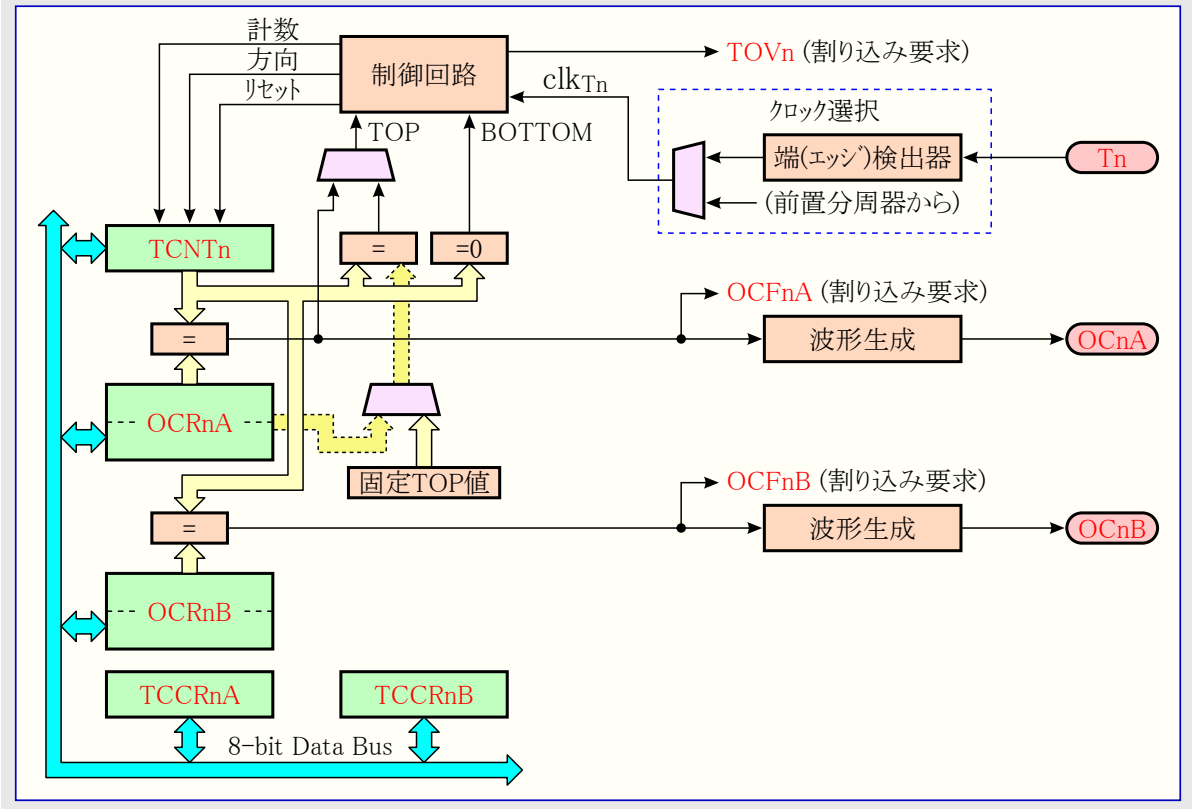 計数
方向
リセット
制御回路
TOVn (割り込み要求)
clkTn
TOP
BOTTOM
クロック選択
端(エッジ)検出器
Tn
(前置分周器から)
TCNTn
=
=0
OCFnA (割り込み要求)
=
波形生成
OCnA
OCRnA
固定TOP値
OCFnB (割り込み要求)
=
波形生成
OCnB
OCRnB
TCCRnA
TCCRnB
8-bit Data Bus